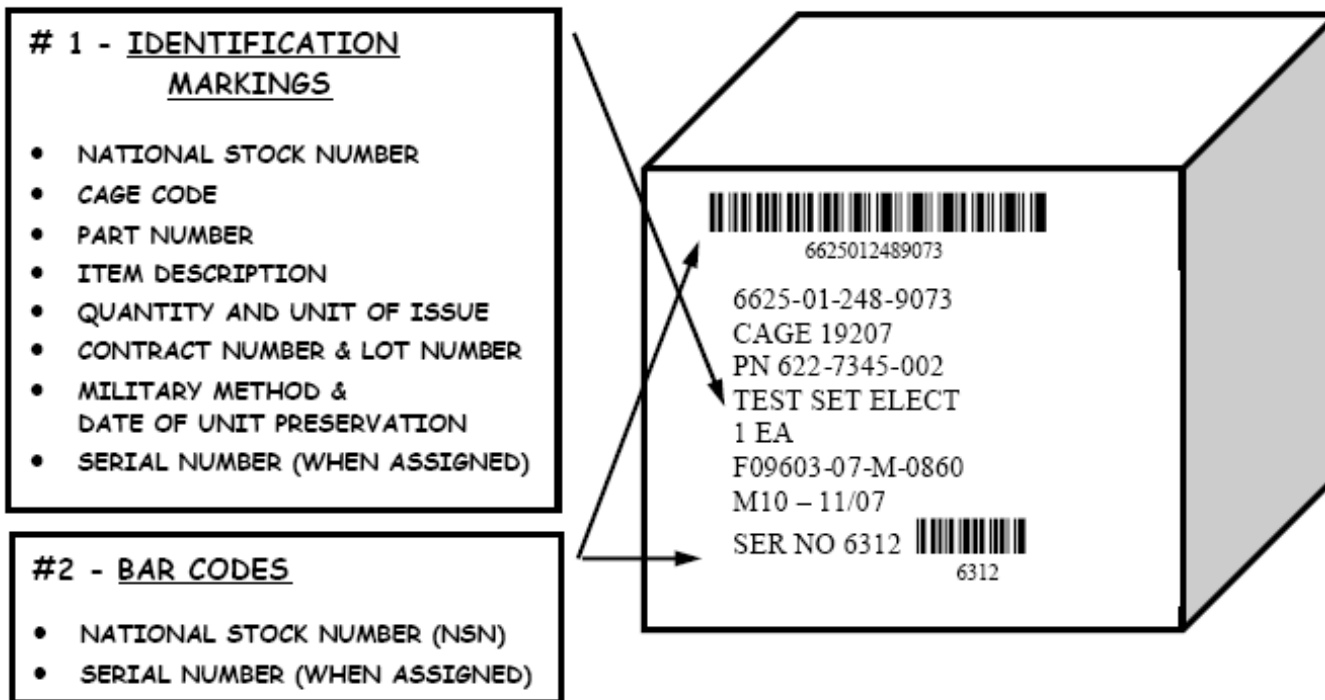 # 1 - IDENTIFICATION
MARKINGS
• NATIONAL STOCK NUMBER
• CAGE CODE
• PART NUMBER
• ITEM DESCRIPTION
• QUANTITY AND UNIT OF ISSUE
• CONTRACT NUMBER & LOT NUMBER
• MILITARY METHOD &
DATE OF UNIT PRESERVATION
• SERIAL NUMBER (WHEN ASSIGNED)
#2 - BAR CODES
• NATIONAL STOCK NUMBER (NSN)
• SERIAL NUMBER (WHEN ASSIGNED)
6625012489073
6625-01-248-9073
CAGE 19207
PN 622-7345-002
TEST SET ELECT
1 EA
F09603-07-M-0860
M10 – 11/07
SER NO 6312
6312